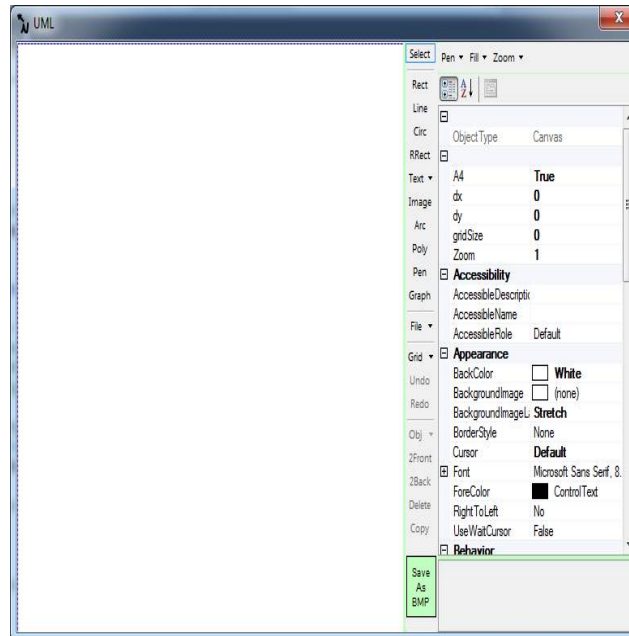 UML
X
Select
Rect
Line
Circ
RRect
Text
Image
Arc
Poly
Pen
Graph
File
Grid
Undo
Redo
Obj
2Front
2Back
Delete
Copy
Save
As
BMP
Pen Fill Zoom
ObjectType Canvas
A4 True
dx 0
dy 0
gridSize 0
Zoom 1
Accessibility
AccessibleDescriptic
AccessibleName
AccessibleRole Default
Appearance
BackColor White
BackgroundImage (none)
BackgroundImageLa Stretch
BorderStyle None
Cursor Default
Font Microsoft Sans Serif, 8.
ForeColor ControlText
RightToLeft No
UseWaitCursor False
Behavior